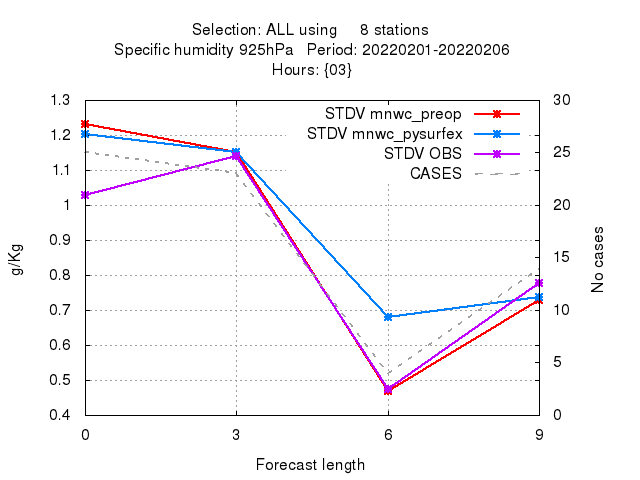 Selection: ALL using     8 stations
Specific humidity 925hPa   Period: 20220201-20220206
Hours: {03}
STDV mnwc_preop
STDV mnwc_pysurfex
STDV OBS
CASES
1.3
1.2
1.1
1
0.9
0.8
0.7
0.6
0.5
0.4
g/Kg
30
25
20
15
10
5
0
No cases
0 3 6 9
Forecast length